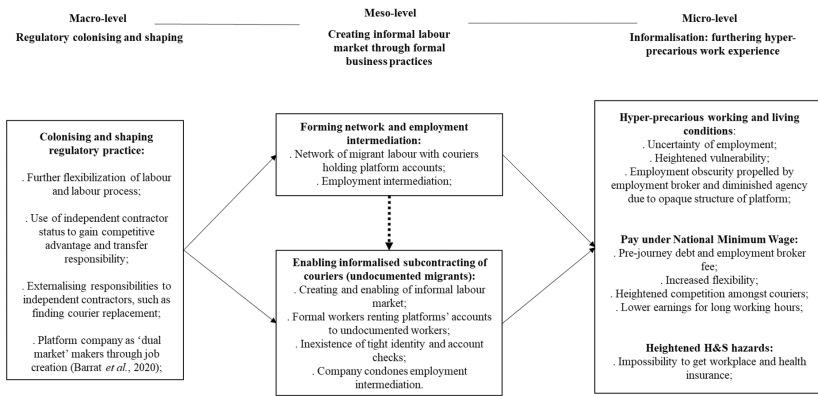 Macro-level
Regulatory colonising and shaping
Meso-level
Creating informal labour
market through formal
business practices
Micro-level
Informalisation: furthering hyper-
precarious work experience
Colonising and shaping
regulatory practice:
. Further flexibilization of labour
and labour process;
. Use of independent contractor
status to gain competitive
advantage and transfer
responsibility;
. Externalising responsibilities to
independent contractors, such as
finding courier replacement;
. Platform company as ‘dual
market’ makers through job
creation (Barrat et al., 2020);
Forming network and employment
intermediation:
. Network of migrant labour with couriers
holding platform accounts;
. Employment intermediation;
Enabling informalised subcontracting of
couriers (undocumented migrants):
. Creating and enabling of informal labour
market;
. Formal workers renting platforms’ accounts
to undocumented workers;
. Inexistence of tight identity and account
checks;
. Company condones employment
intermediation.
Hyper-precarious working and living
conditions:
. Uncertainty of employment;
. Heightened vulnerability;
. Employment obscurity propelled by
employment broker and diminished agency
due to opaque structure of platform;
Pay under National Minimum Wage:
. Pre-journey debt and employment broker
fee;
. Increased flexibility;
. Heightened competition amongst couriers;
. Lower earnings for long working hours;
Heightened H&S hazards:
. Impossibility to get workplace and health
insurance;